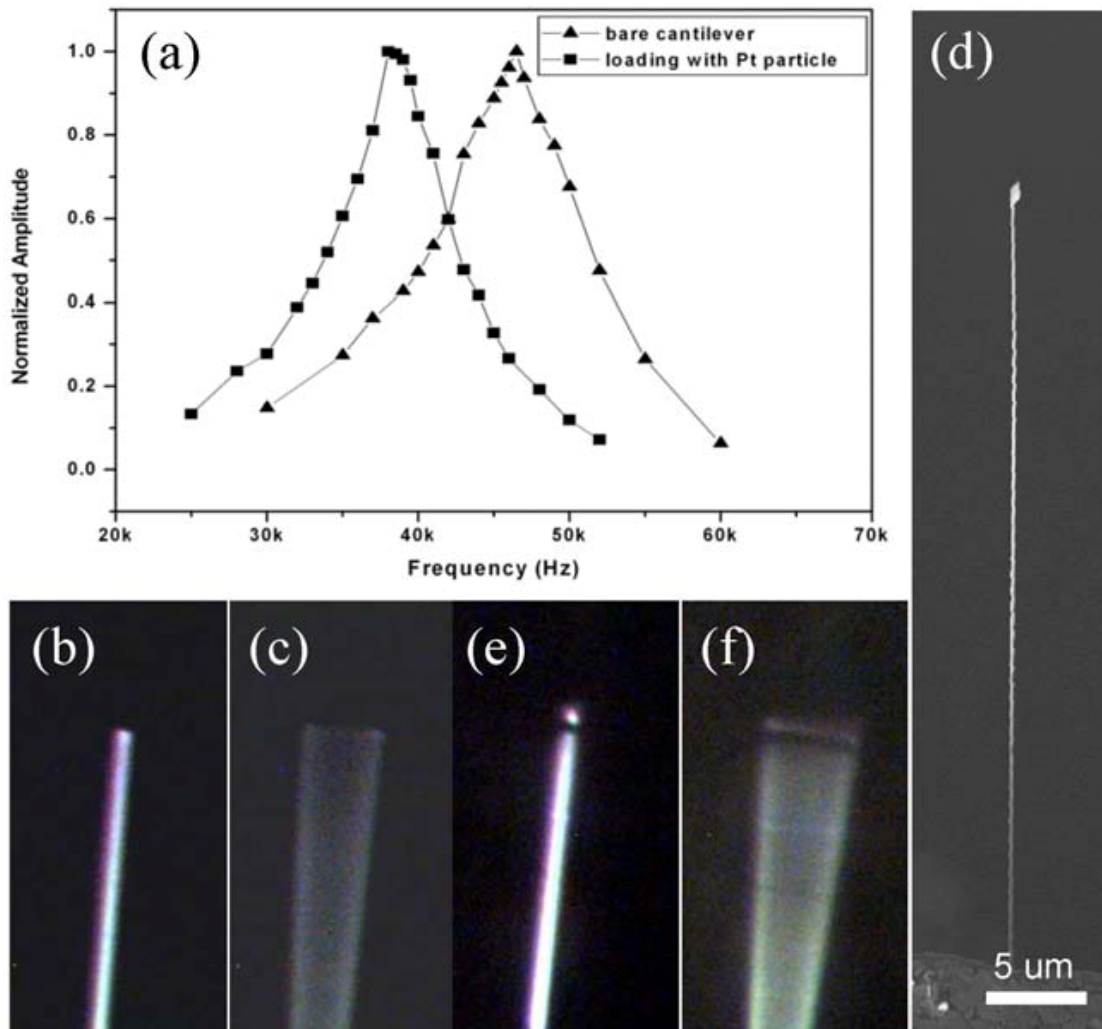 (a)
bare cantilever
loading with Pt particle
Normalized Amplitude
1.0
0.8
0.6
0.4
0.2
0.0
20k 30k 40k 50k 60k 70k
Frequency (Hz)
(d)
(b)
(c)
(e)
(f)
5 um